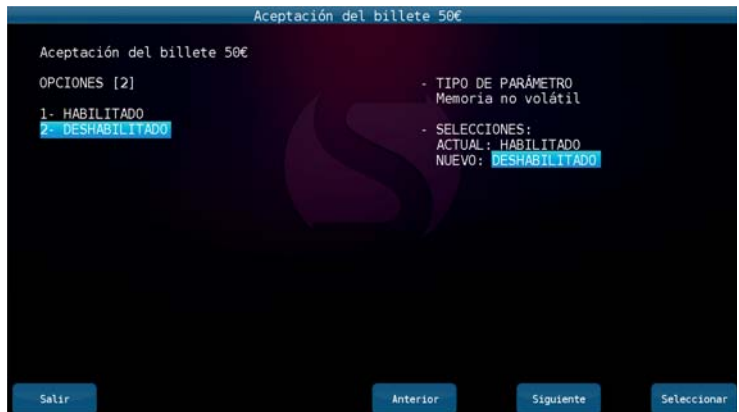 Aceptación del billete 50€
Aceptación del billete 50€
OPCIONES [2]
1- HABILITADO
2- DESHABILITADO
- TIPO DE PARÁMETRO
Memoria no volátil
- SELECCIONES:
ACTUAL: HABILITADO
NUEVO: DESHABILITADO
Salir
Anterior
Siguiente
Seleccionar